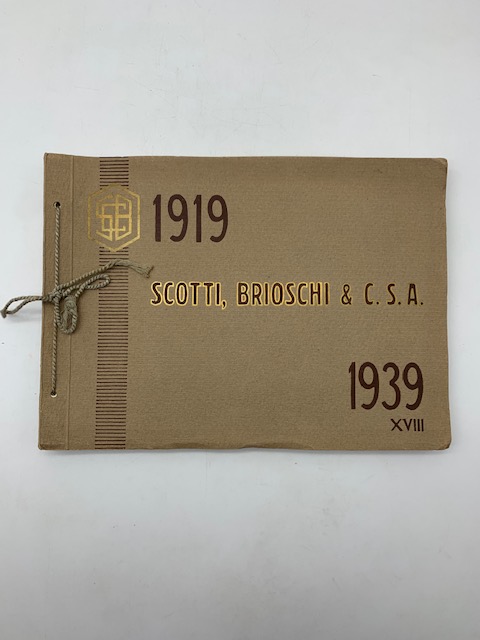 1919
SCOTTI, BRIOSCHI & C. S. A.
1939
XVIII